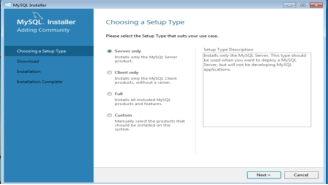 MySQL Installer
MySQL. Installer
Adding Community
Choosing a Setup Type
Download
Installation
Installation Complete
Choosing a Setup Type
Please select the Setup Type that suits your use case.
Server only
Installs only the MySQL Server
product.
Client only
Installs only the MySQL Client
products, without a server.
Full
Installs all included MySQL
products and features.
Custom
Manually select the products that
should be installed on the
system.
Setup Type Description
Installs only the MySQL Server. This type should
be used when you want to deploy a MySQL
Server, but will not be developing MySQL
applications.
Next >
Cancel